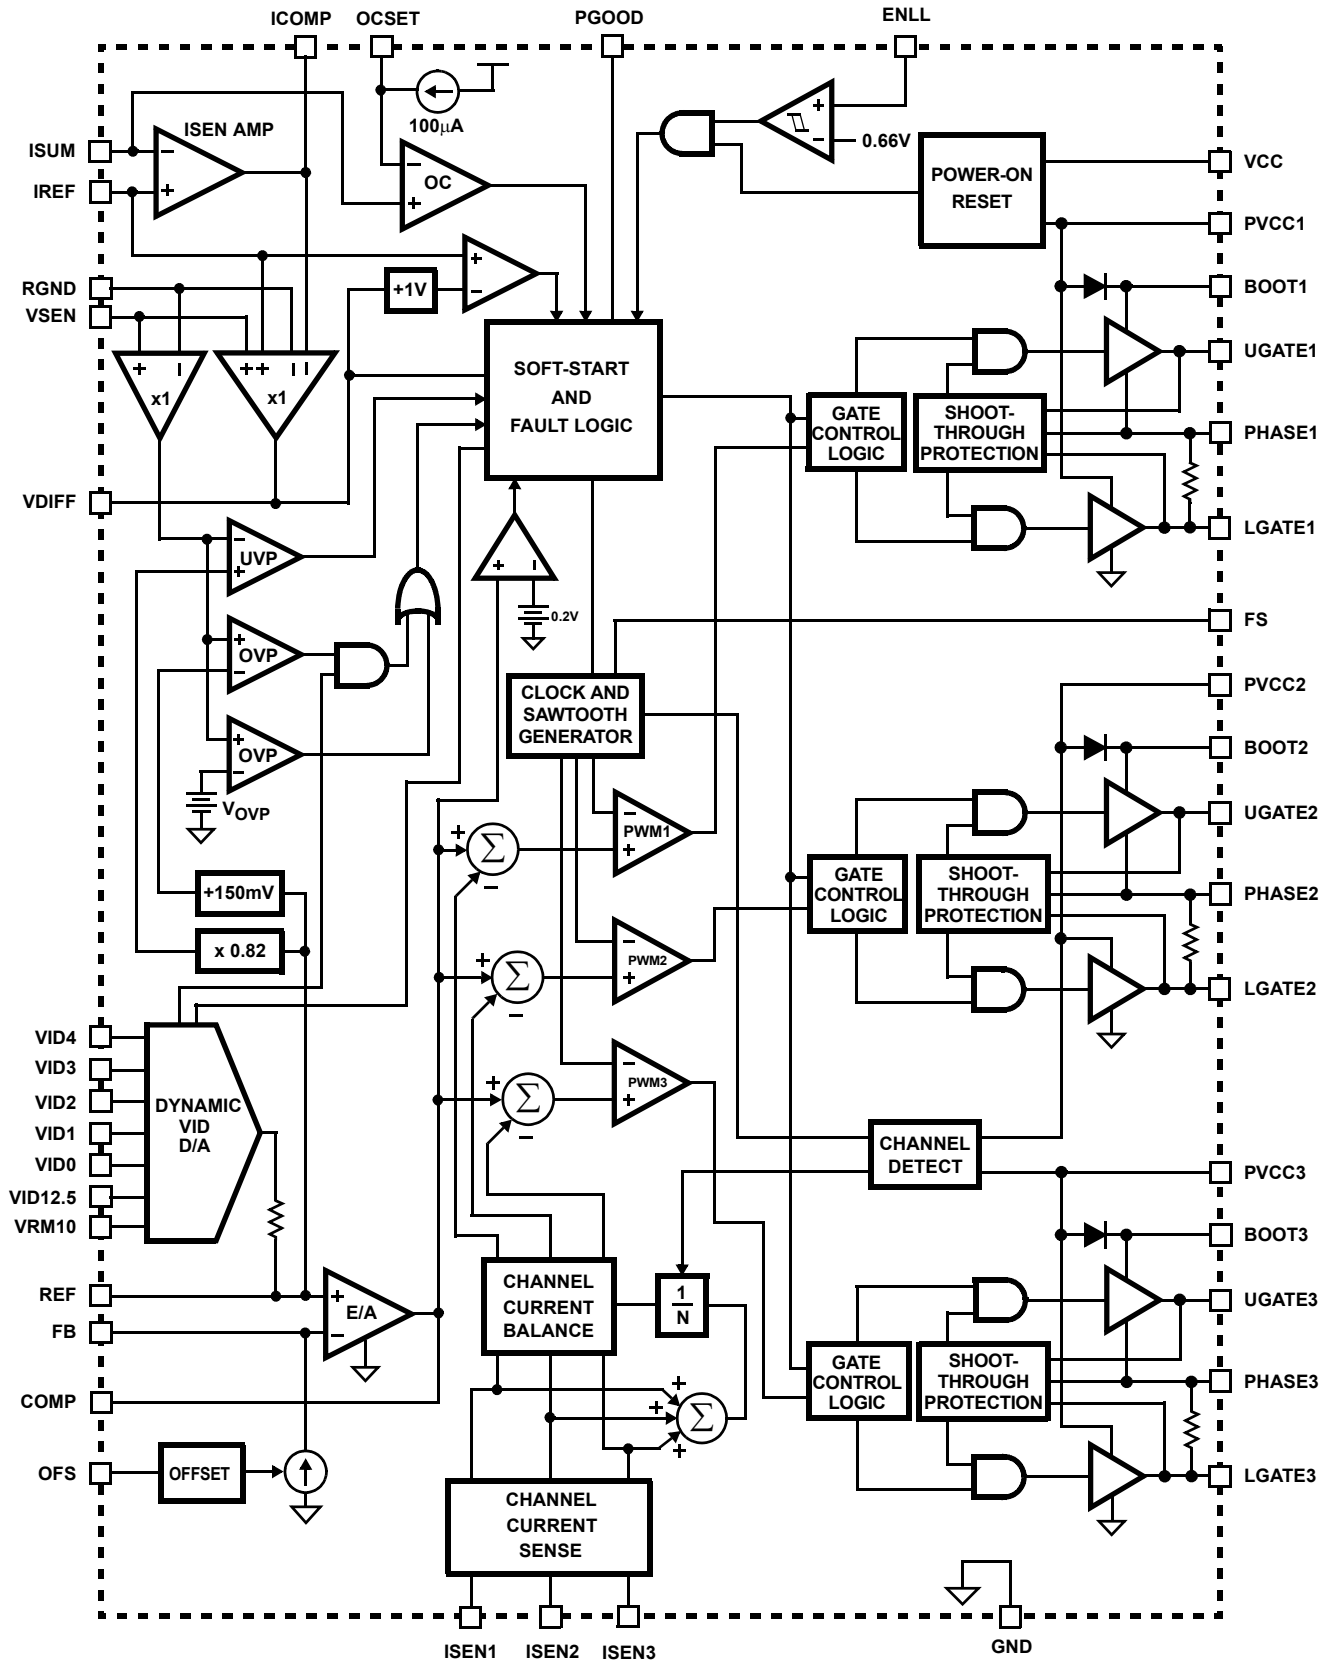 ICOMP
OCSET
PGOOD
ENLL
ISEN AMP
100µA
ISUM
IREF
−
+
−
OC
+
+
−
0.66V
POWER-ON
RESET
VCC
PVCC1
RGND
VSEN
+1V
+
−
BOOT1
UGATE1
+ −
x1
+ + − −
x1
SOFT-START
AND
FAULT LOGIC
GATE
CONTROL
LOGIC
SHOOT-
THROUGH
PROTECTION
PHASE1
VDIFF
LGATE1
−
UVP
+
+ −
0.2V
FS
+
OVP
−
CLOCK AND
SAWTOOTH
GENERATOR
PVCC2
+
OVP
−
VOVP
BOOT2
−
PWM1
+
+
Σ
−
UGATE2
+150mV
x 0.82
GATE
CONTROL
LOGIC
SHOOT-
THROUGH
PROTECTION
PHASE2
−
PWM2
+
+
Σ
−
LGATE2
VID4
VID3
VID2
VID1
VID0
VID12.5
VRM10
DYNAMIC
VID
D/A
−
PWM3
+
+
Σ
−
CHANNEL
DETECT
PVCC3
BOOT3
REF
FB
+
E/A
−
CHANNEL
CURRENT
BALANCE
1
N
UGATE3
GATE
CONTROL
LOGIC
SHOOT-
THROUGH
PROTECTION
PHASE3
COMP
+
+
Σ
+
OFS
OFFSET
LGATE3
CHANNEL
CURRENT
SENSE
ISEN1
ISEN2
ISEN3
GND